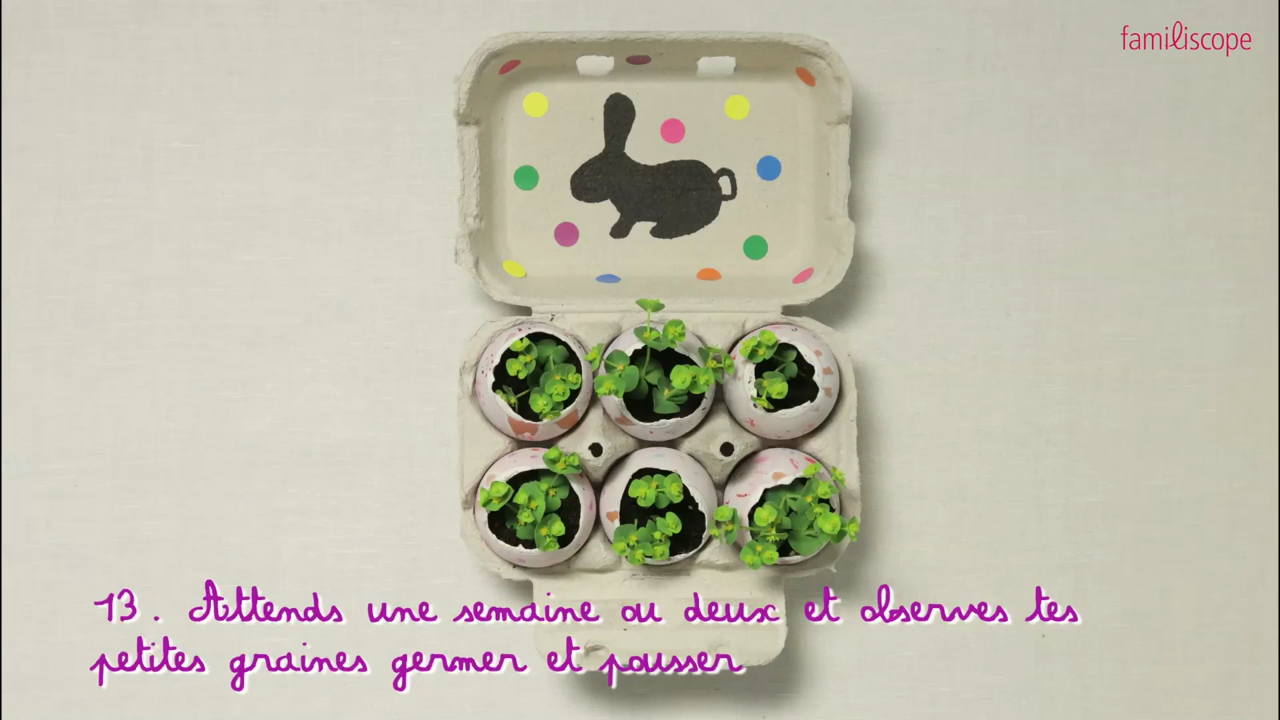 familiscope
13. Attends une semaine ou deux et observes tes
petites graines germer et pousser